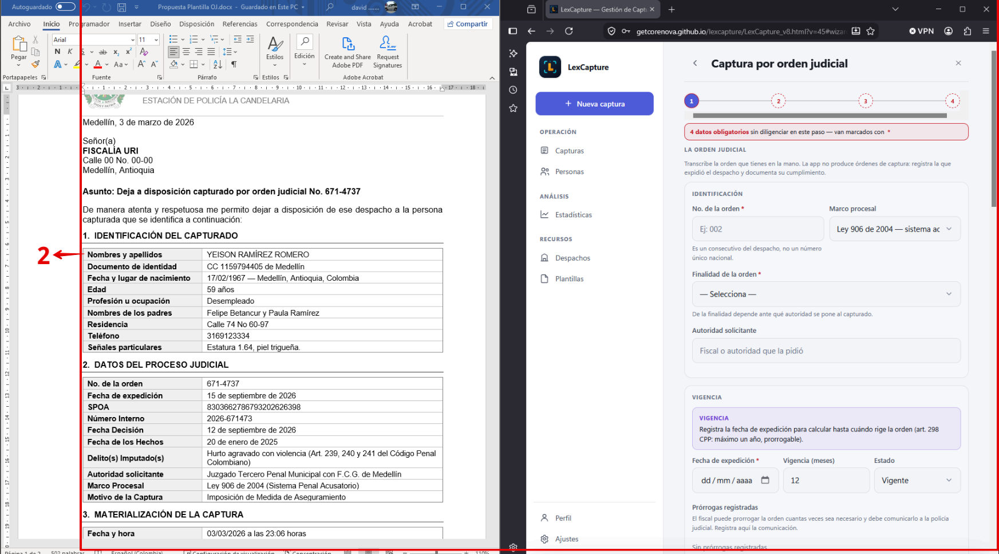 Autoguardado
Propuesta Plantilla OJ.docx - Guardado en Este PC
david .......
Archivo Inicio Programador Insertar Diseño Disposición Referencias Correspondencia Revisar Vista Ayuda Acrobat Compartir
Arial 11
Pegar
N K S ab x₂ x²
A A Aa A A
Estilos
Edición
Create and Share Adobe PDF
Request Signatures
Portapapeles Fuente Párrafo Estilos Adobe Acrobat
ESTACIÓN DE POLICÍA LA CANDELARIA
Medellín, 3 de marzo de 2026
Señor(a)
FISCALÍA URI
Calle 00 No. 00-00
Medellín, Antioquia
Asunto: Deja a disposición capturado por orden judicial No. 671-4737
De manera atenta y respetuosa me permito dejar a disposición de ese despacho a la persona
capturada que se identifica a continuación:
1. IDENTIFICACIÓN DEL CAPTURADO
2
Nombres y apellidos YEISON RAMÍREZ ROMERO
Documento de identidad CC 1159794405 de Medellín
Fecha y lugar de nacimiento 17/02/1967 — Medellín, Antioquia, Colombia
Edad 59 años
Profesión u ocupación Desempleado
Nombres de los padres Felipe Betancur y Paula Ramírez
Residencia Calle 74 No 60-97
Teléfono 3169123334
Señales particulares Estatura 1.64, piel trigueña.
2. DATOS DEL PROCESO JUDICIAL
No. de la orden 671-4737
Fecha de expedición 15 de septiembre de 2026
SPOA 8303662786793202626398
Número Interno 2026-671473
Fecha Decisión 12 de septiembre de 2026
Fecha de los Hechos 20 de enero de 2025
Delito(s) Imputado(s) Hurto agravado con violencia (Art. 239, 240 y 241 del Código Penal
Colombiano)
Autoridad solicitante Juzgado Tercero Penal Municipal con F.C.G. de Medellín
Marco Procesal Ley 906 de 2004 (Sistema Penal Acusatorio)
Motivo de la Captura Imposición de Medida de Aseguramiento
3. MATERIALIZACIÓN DE LA CAPTURA
Fecha y hora 03/03/2026 a las 23:06 horas
Página 1 de 2 502 palabras Español (Colombia) Configuración de visualización Concentración 110%
LexCapture — Gestión de Captu
getcorenova.github.io/lexcapture/LexCapture_v8.html?v=45#wizar
VPN
LexCapture
+ Nueva captura
OPERACIÓN
Capturas
Personas
ANÁLISIS
Estadísticas
RECURSOS
Despachos
Plantillas
Perfil
Ajustes
Captura por orden judicial
1 2 3 4
4 datos obligatorios sin diligenciar en este paso — van marcados con *
LA ORDEN JUDICIAL
Transcribe la orden que tienes en la mano. La app no produce órdenes de captura: registra la que
expidió el despacho y documenta su cumplimiento.
IDENTIFICACIÓN
No. de la orden * Marco procesal
Ej: 002 Ley 906 de 2004 — sistema ac
Es un consecutivo del despacho, no un número
único nacional.
Finalidad de la orden *
— Selecciona —
De la finalidad depende ante qué autoridad se pone al capturado.
Autoridad solicitante
Fiscal o autoridad que la pidió
VIGENCIA
VIGENCIA
Registra la fecha de expedición para calcular hasta cuándo rige la orden (art. 298
CPP: máximo un año, prorrogable).
Fecha de expedición * Vigencia (meses) Estado
dd / mm / aaaa 12 Vigente
Prórrogas registradas
El fiscal puede prorrogar la orden cuantas veces sea necesario y debe comunicarlo a la policía
judicial. Registra aquí la comunicación.
Sin prórrogas registradas